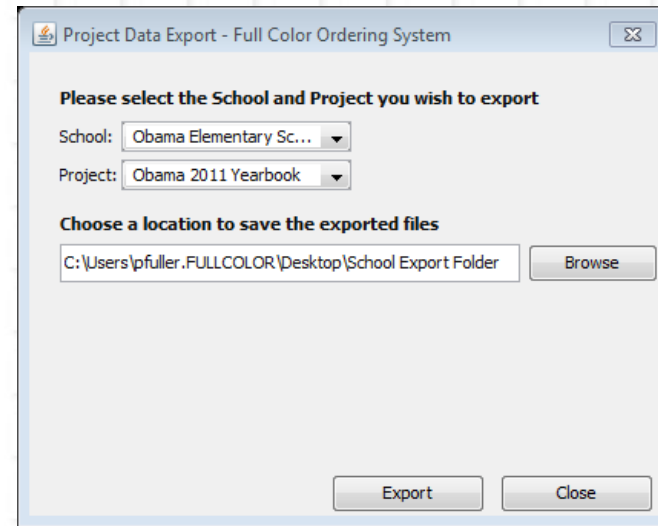 Project Data Export - Full Color Ordering System
Please select the School and Project you wish to export
School: Obama Elementary Sc...
Project: Obama 2011 Yearbook
Choose a location to save the exported files
C:\Users\pfuller.FULLCOLOR\Desktop\School Export Folder Browse
Export Close